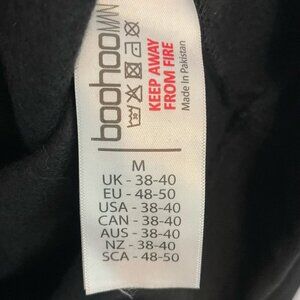 boohooMAN
KEEP AWAY
FROM FIRE
Made In Pakistan
M
UK - 38-40
EU - 48-50
USA - 38-40
CAN - 38-40
AUS - 38-40
NZ - 38-40
SCA - 48-50